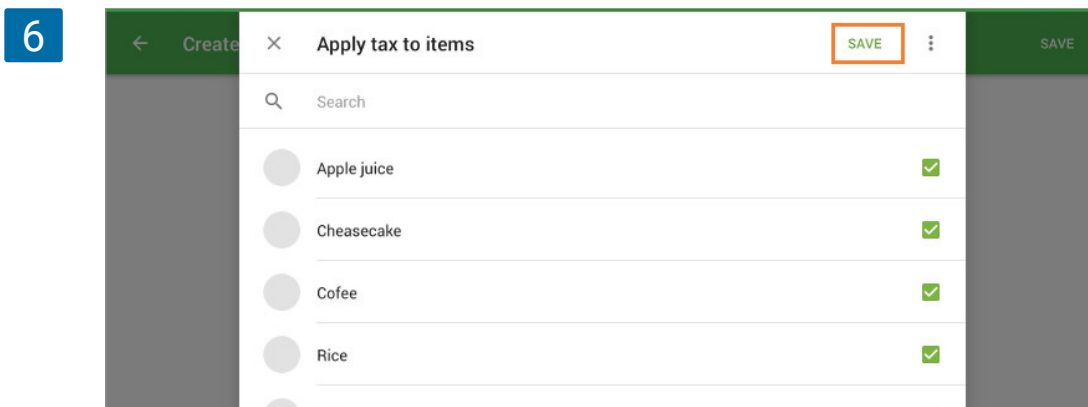 6
Create
Apply tax to items
SAVE
SAVE
Search
Apple juice
Cheasecake
Cofee
Rice